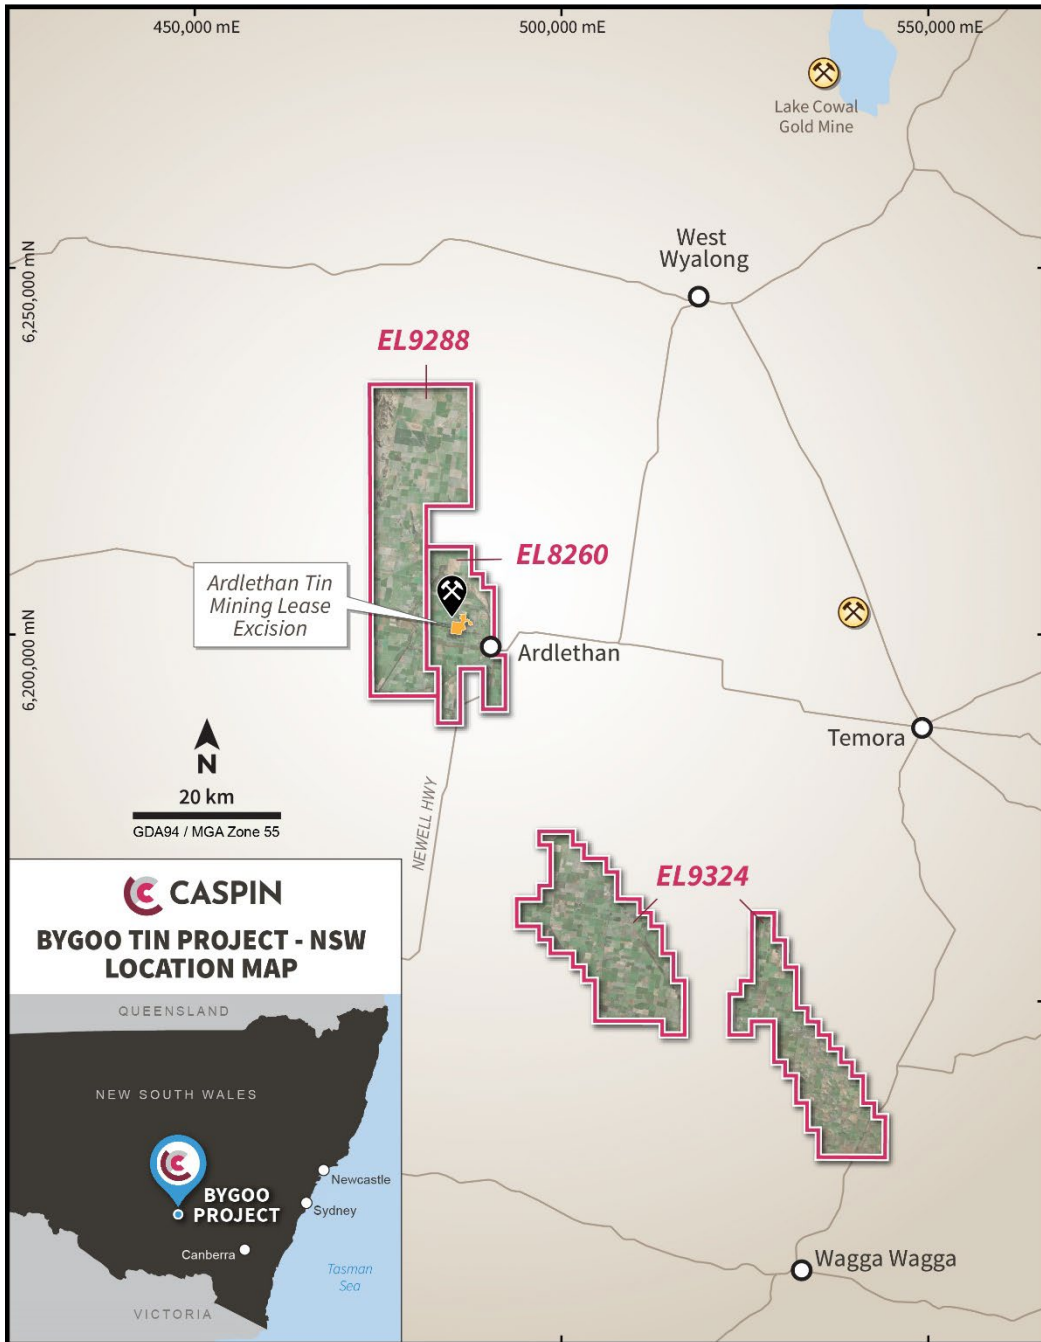 450,000 mE
500,000 mE
550,000 mE
Lake Cowal
Gold Mine
6,250,000 mN
West
Wyalong
EL9288
EL8260
Ardlethan Tin
Mining Lease
Excision
Ardlethan
6,200,000 mN
Temora
N
20 km
GDA94 / MGA Zone 55
NEWELL HWY
EL9324
CASPIN
BYGOO TIN PROJECT - NSW
LOCATION MAP
QUEENSLAND
NEW SOUTH WALES
Newcastle
BYGOO
PROJECT
Sydney
Canberra
Tasman
Sea
VICTORIA
Wagga Wagga